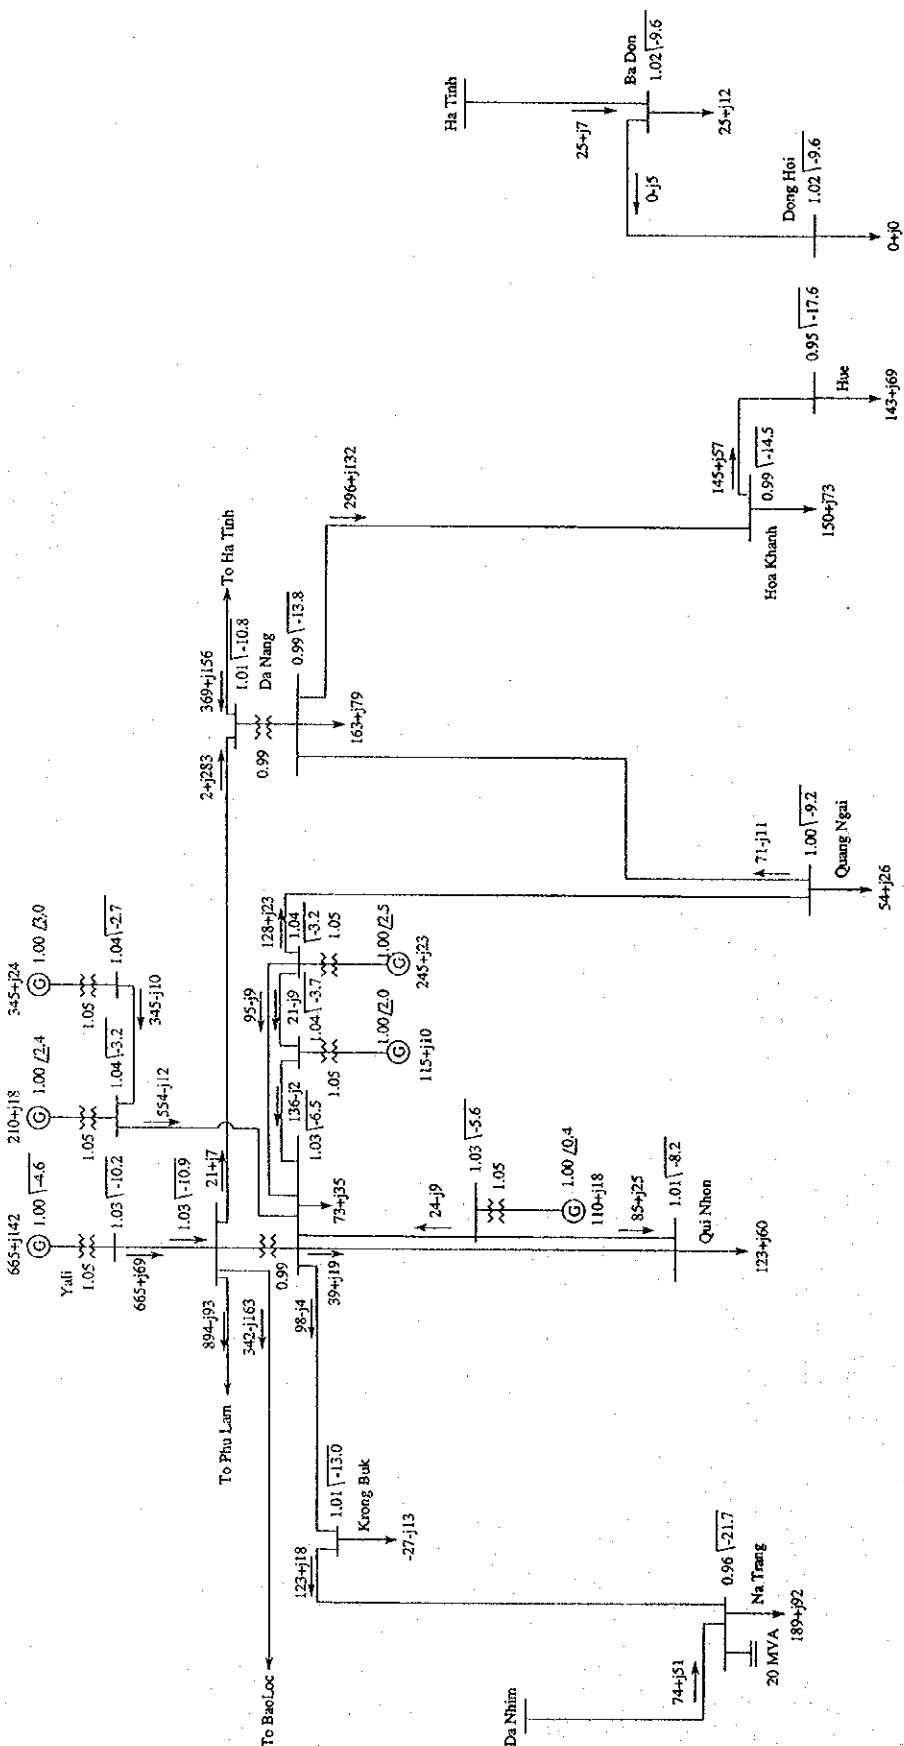 665+j142
1.00 \-4.6
Yali
1.05
1.03 \-10.2
665+j69
210+j18
1.00 /2.4
1.05
1.04 \-3.2
554-j12
345+j24
1.00 /3.0
1.05
1.04 \-2.7
345-j10
G
G
G
1.03 \-10.9
21+j7
894-j93
To Phu Lam
342-j163
To BaoLoc
0.99
39+j19
98-j4
73+j35
1.03 \-6.5
136-j2
95-j9
21-j9
1.04 \-3.7
1.05
1.00 /2.0
G
115+j10
128+j23
1.04
\-3.2
1.05
1.00 /2.5
G
245+j23
2+j283
369+j156
To Ha Tinh
1.01 \-10.8
Da Nang
0.99
0.99 \-13.8
163+j79
296+j132
24-j9
1.03 \-5.6
1.05
1.00 /0.4
G
110+j18
85+j25
1.01 \-8.2
Qui Nhon
123+j60
1.01 \-13.0
Krong Buk
-27-j13
123+j18
0.96 \-21.7
Na Trang
189+j92
20 MVA
74+j51
Da Nhim
71-j11
1.00 \-9.2
Quang Ngai
54+j26
145+j57
0.99 \-14.5
Hoa Khanh
150+j73
0.95 \-17.6
Hue
143+j69
Ha Tinh
25+j7
Ba Don
1.02 \-9.6
25+j12
0-j5
Dong Hoi
1.02 \-9.6
0+j0